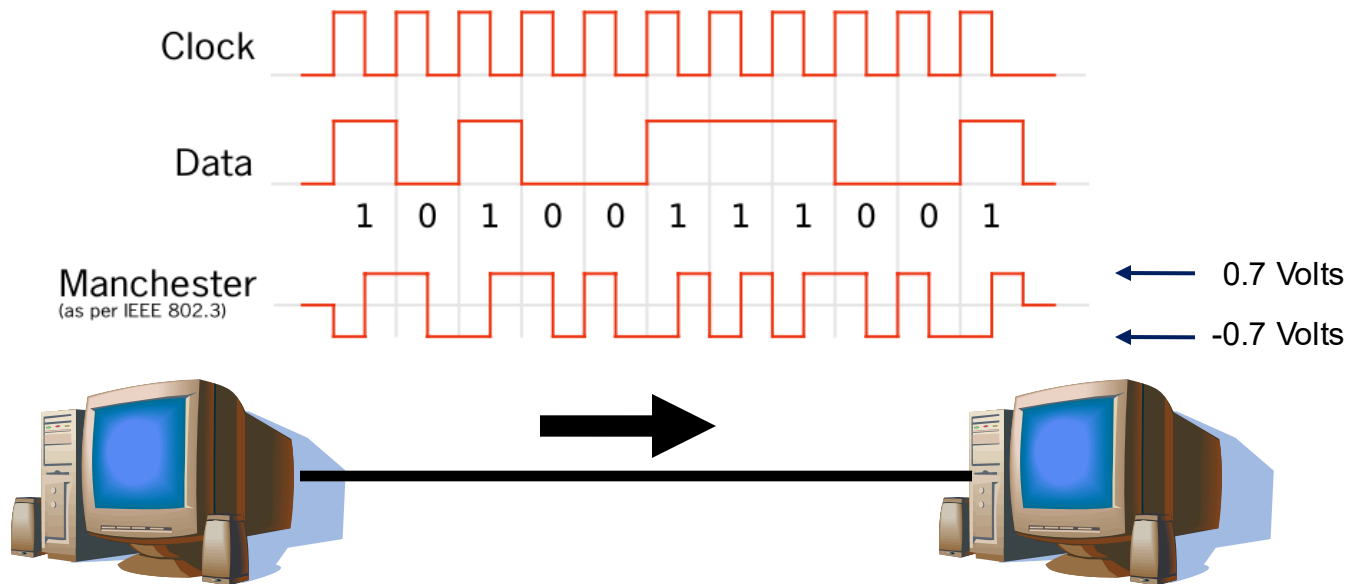 Clock
Data
1 0 1 0 0 1 1 1 0 0 1
Manchester
(as per IEEE 802.3)
0.7 Volts
-0.7 Volts